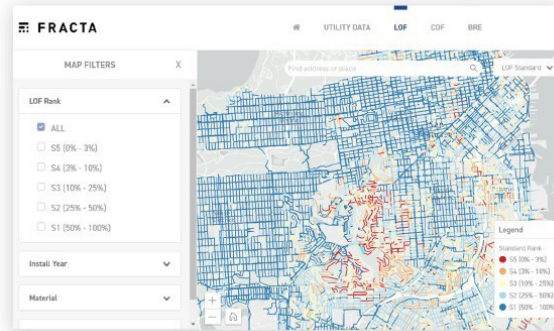 FRACTA
UTILITY DATA
LOF
COF
BRE
MAP FILTERS
X
Find address or place
LOF Standard
LOF Rank
ALL
S5 (0% - 3%)
S4 (3% - 10%)
S3 (10% - 25%)
S2 (25% - 50%)
S1 (50% - 100%)
Install Year
Material
Legend
Standard Rank
S5 (0% - 3%)
S4 (3% - 10%)
S3 (10% - 25%)
S2 (25% - 50%)
S1 (50% - 100%